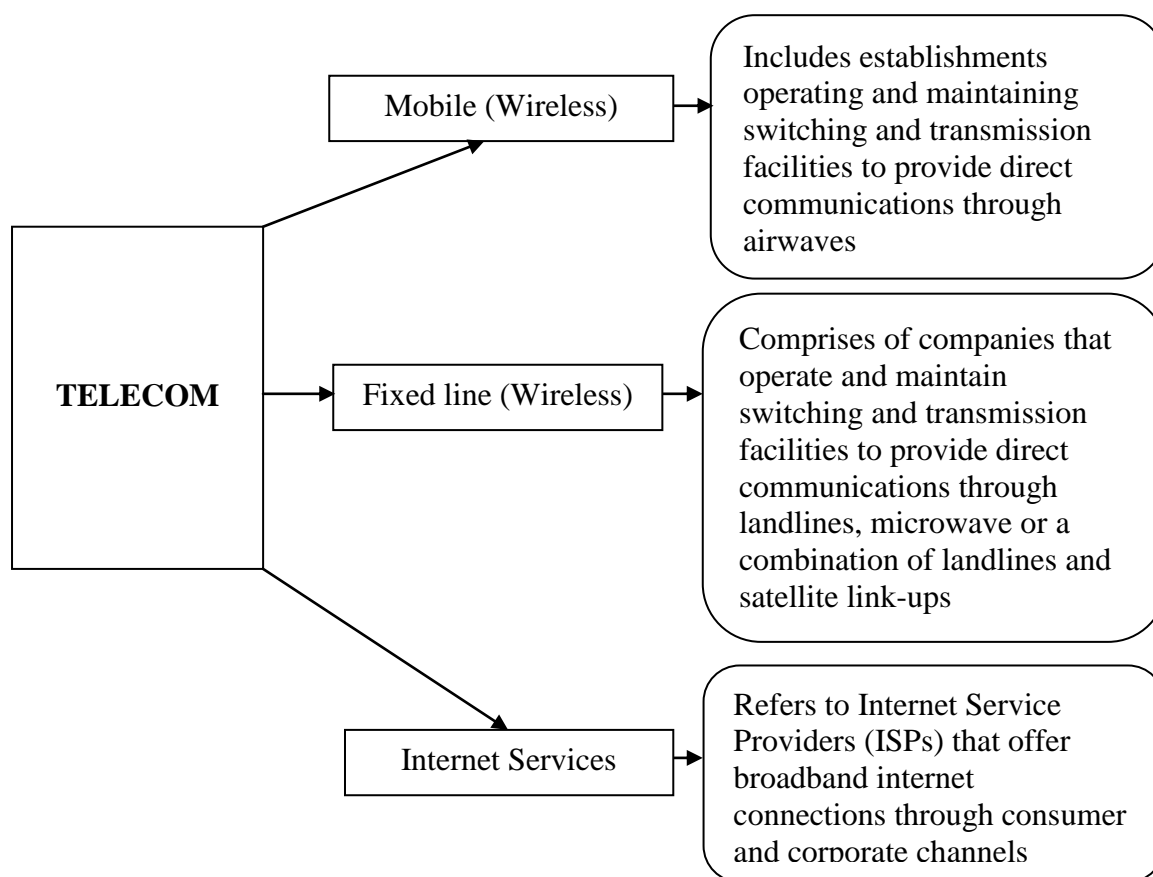 Mobile (Wireless)
Includes establishments
operating and maintaining
switching and transmission
facilities to provide direct
communications through
airwaves
TELECOM
Fixed line (Wireless)
Comprises of companies that
operate and maintain
switching and transmission
facilities to provide direct
communications through
landlines, microwave or a
combination of landlines and
satellite link-ups
Internet Services
Refers to Internet Service
Providers (ISPs) that offer
broadband internet
connections through consumer
and corporate channels